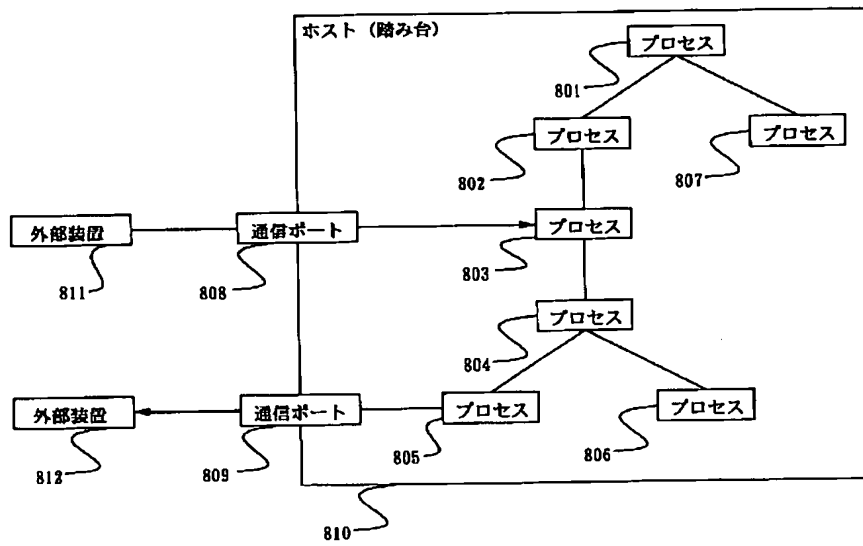 ホスト（踏み台）
プロセス
801
プロセス
プロセス
802
807
外部装置
通信ポート
プロセス
811
808
803
プロセス
804
外部装置
通信ポート
プロセス
プロセス
812
809
805
806
810